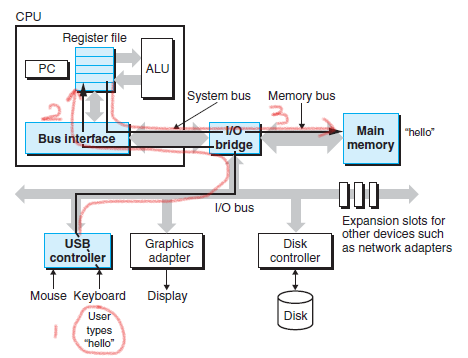 CPU
Register file
PC
ALU
System bus
Memory bus
2
3
Bus interface
I/O
bridge
Main
memory
"hello"
I/O bus
Expansion slots for
other devices such
as network adapters
USB
controller
Graphics
adapter
Disk
controller
Mouse
Keyboard
Display
1
User
types
"hello"
Disk